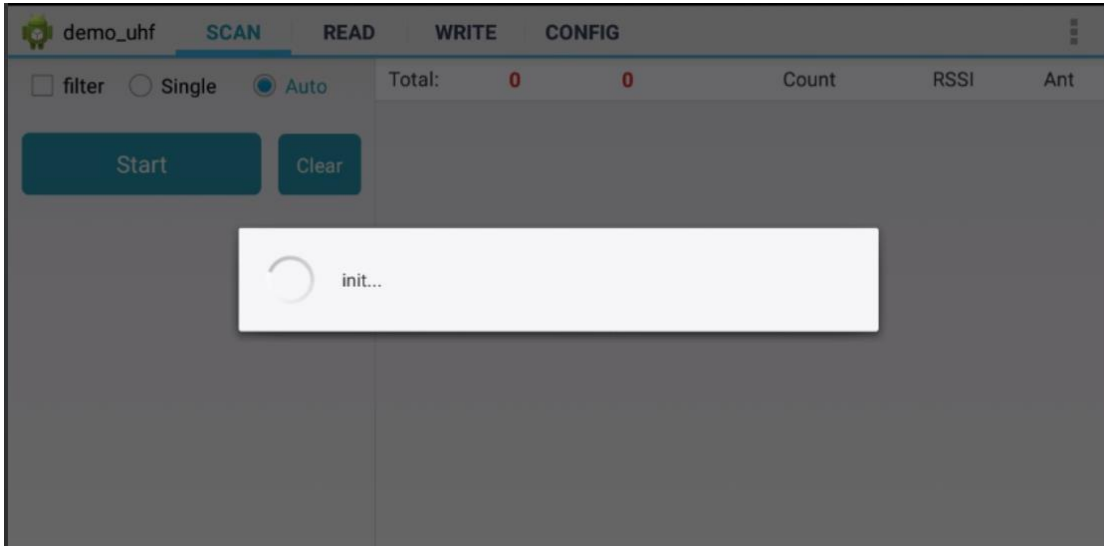 demo_uhf SCAN READ WRITE CONFIG
filter Single Auto Total: 0 0 Count RSSI Ant
Start Clear
init...